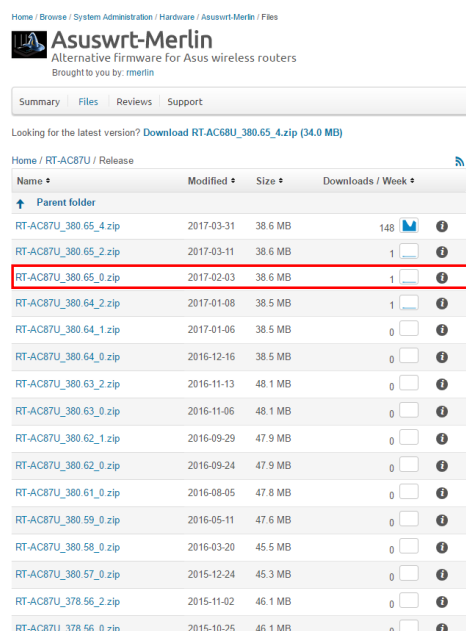 Home / Browse / System Administration / Hardware / Asuswrt-Merlin / Files
Asuswrt-Merlin
Alternative firmware for Asus wireless routers
Brought to you by: rmerlin
Summary Files Reviews Support
Looking for the latest version? Download RT-AC68U_380.65_4.zip (34.0 MB)
Home / RT-AC87U / Release
Name Modified Size Downloads / Week
Parent folder
RT-AC87U_380.65_4.zip 2017-03-31 38.6 MB 148
RT-AC87U_380.65_2.zip 2017-03-11 38.6 MB 1
RT-AC87U_380.65_0.zip 2017-02-03 38.6 MB 1
RT-AC87U_380.64_2.zip 2017-01-08 38.5 MB 1
RT-AC87U_380.64_1.zip 2017-01-06 38.5 MB 0
RT-AC87U_380.64_0.zip 2016-12-16 38.5 MB 0
RT-AC87U_380.63_2.zip 2016-11-13 48.1 MB 0
RT-AC87U_380.63_0.zip 2016-11-06 48.1 MB 0
RT-AC87U_380.62_1.zip 2016-09-29 47.9 MB 0
RT-AC87U_380.62_0.zip 2016-09-24 47.9 MB 0
RT-AC87U_380.61_0.zip 2016-08-05 47.8 MB 0
RT-AC87U_380.59_0.zip 2016-05-11 47.6 MB 0
RT-AC87U_380.58_0.zip 2016-03-20 45.5 MB 0
RT-AC87U_380.57_0.zip 2015-12-24 45.3 MB 0
RT-AC87U_378.56_2.zip 2015-11-02 46.1 MB 0
RT-AC87U_378.56_0.zip 2015-10-25 46.1 MB 0